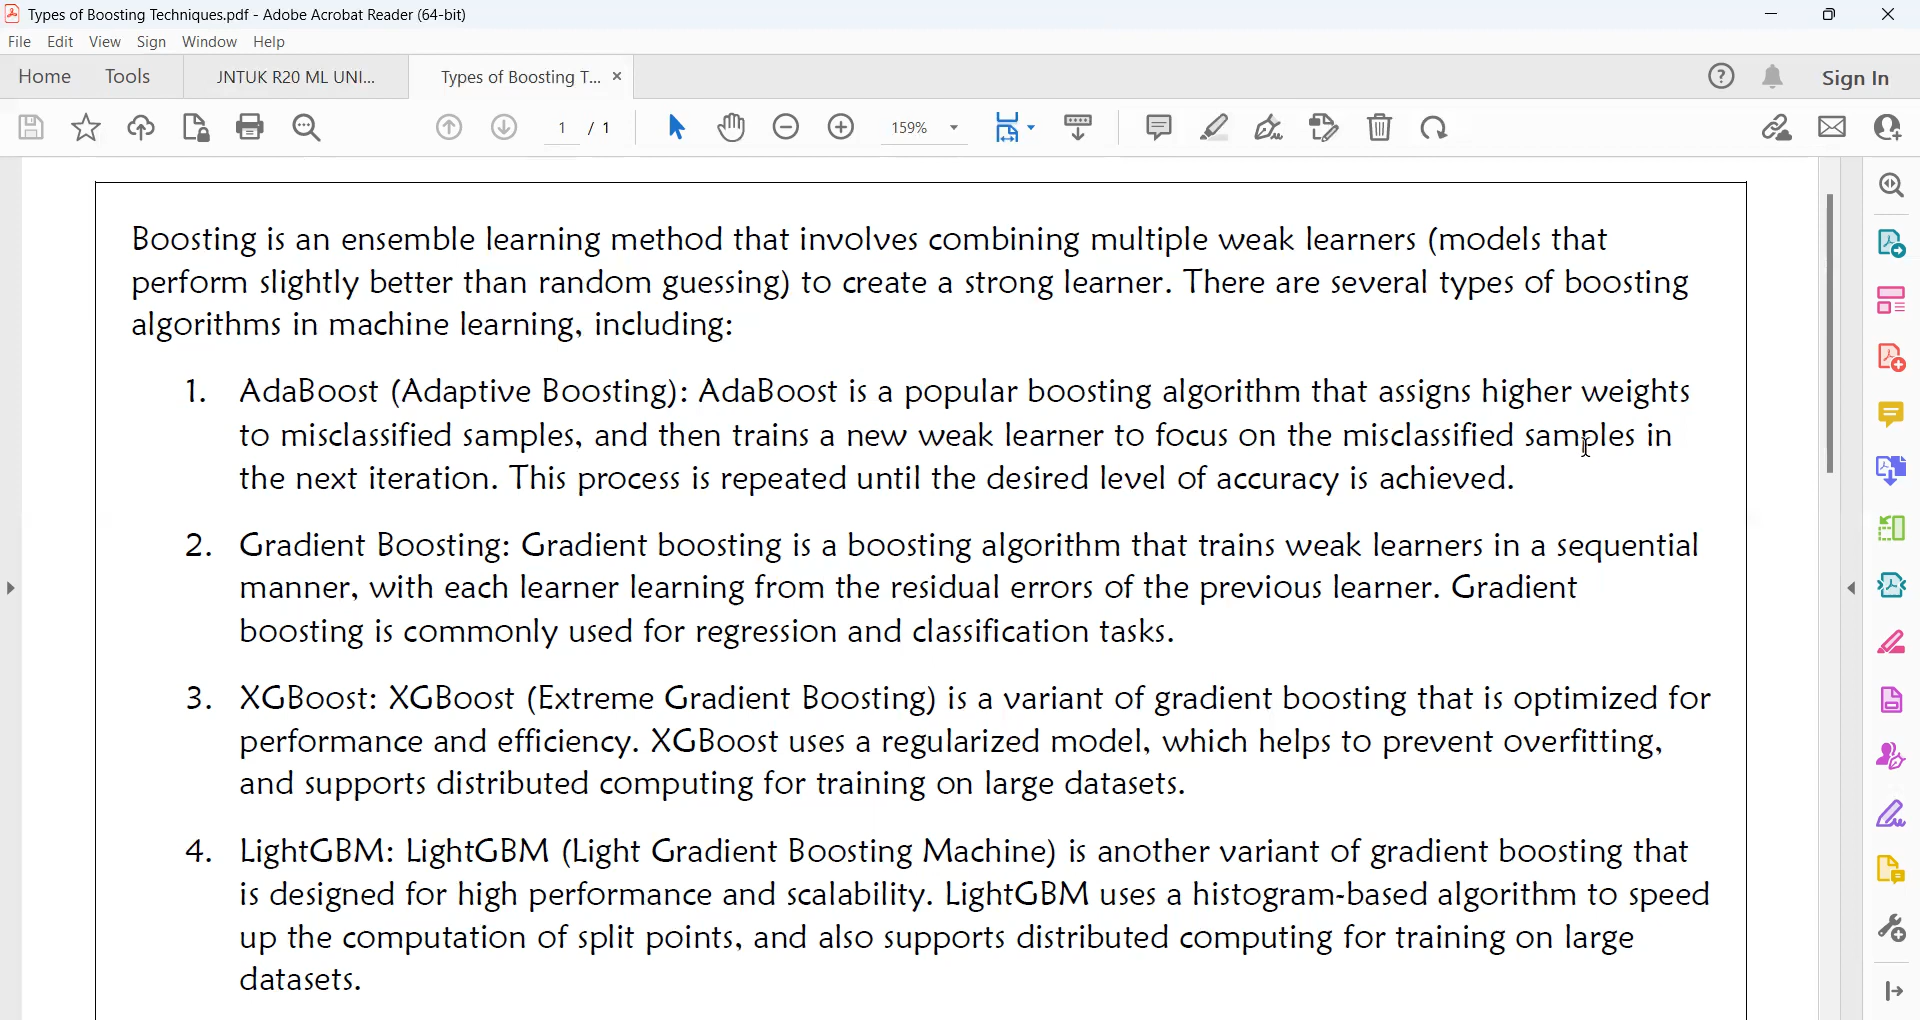 Types of Boosting Techniques.pdf - Adobe Acrobat Reader (64-bit)
File Edit View Sign Window Help
Home Tools JNTUK R20 ML UNI... Types of Boosting T... ×
Sign In
1 / 1
159%
Boosting is an ensemble learning method that involves combining multiple weak learners (models that
perform slightly better than random guessing) to create a strong learner. There are several types of boosting
algorithms in machine learning, including:
1. AdaBoost (Adaptive Boosting): AdaBoost is a popular boosting algorithm that assigns higher weights
to misclassified samples, and then trains a new weak learner to focus on the misclassified samples in
the next iteration. This process is repeated until the desired level of accuracy is achieved.
2. Gradient Boosting: Gradient boosting is a boosting algorithm that trains weak learners in a sequential
manner, with each learner learning from the residual errors of the previous learner. Gradient
boosting is commonly used for regression and classification tasks.
3. XGBoost: XGBoost (Extreme Gradient Boosting) is a variant of gradient boosting that is optimized for
performance and efficiency. XGBoost uses a regularized model, which helps to prevent overfitting,
and supports distributed computing for training on large datasets.
4. LightGBM: LightGBM (Light Gradient Boosting Machine) is another variant of gradient boosting that
is designed for high performance and scalability. LightGBM uses a histogram-based algorithm to speed
up the computation of split points, and also supports distributed computing for training on large
datasets.